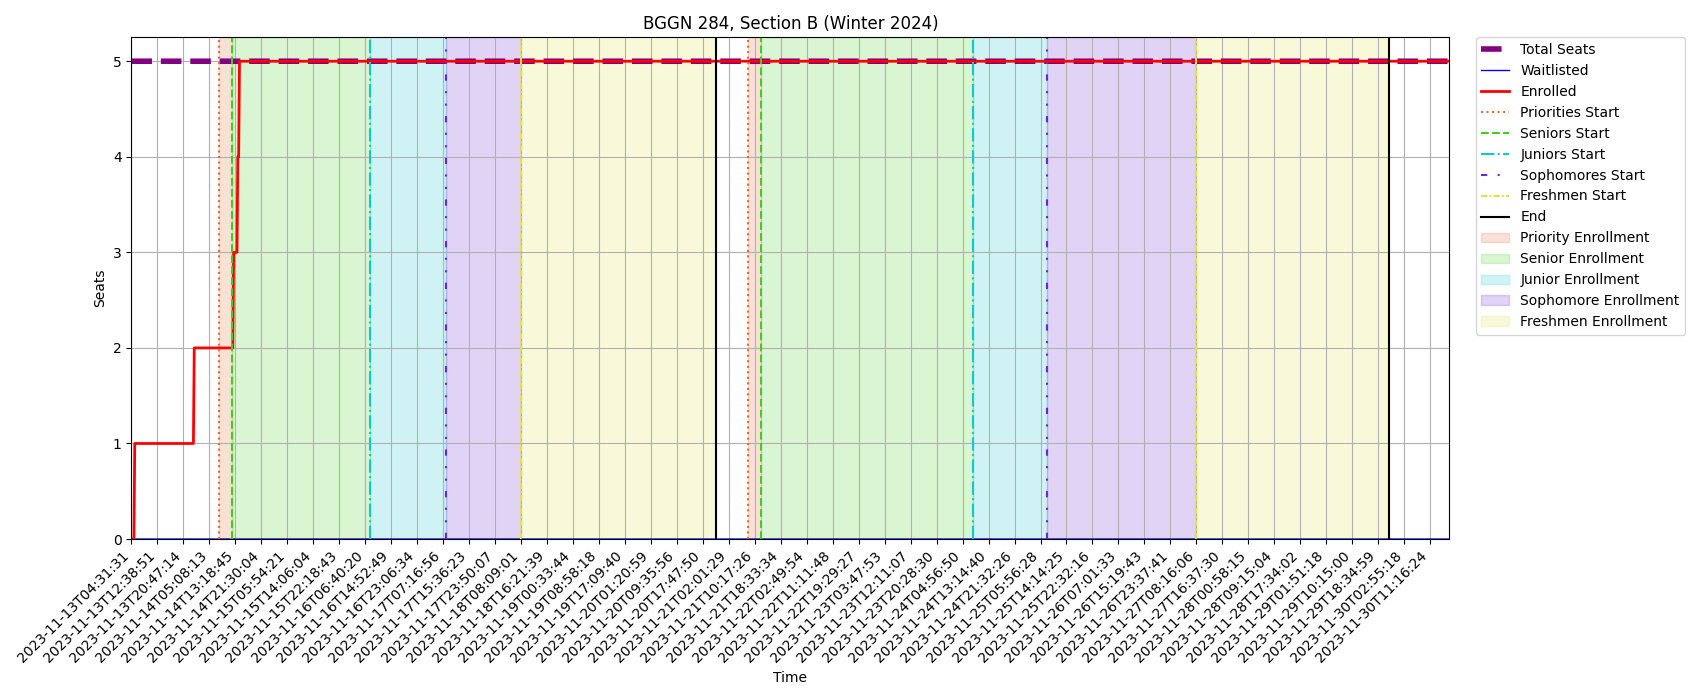 BGGN 284, Section B (Winter 2024)
Seats
5
4
3
2
1
0
2023-11-13T04:31:31
2023-11-13T12:38:51
2023-11-13T20:47:14
2023-11-14T05:08:13
2023-11-14T13:18:45
2023-11-14T21:30:04
2023-11-15T05:54:21
2023-11-15T14:06:04
2023-11-15T22:18:43
2023-11-16T06:40:20
2023-11-16T14:52:49
2023-11-16T23:06:34
2023-11-17T07:16:56
2023-11-17T15:36:23
2023-11-17T23:50:07
2023-11-18T08:09:01
2023-11-18T16:21:39
2023-11-19T00:33:44
2023-11-19T08:58:18
2023-11-19T17:09:40
2023-11-20T01:20:59
2023-11-20T09:35:56
2023-11-20T17:47:50
2023-11-21T02:01:29
2023-11-21T10:17:26
2023-11-21T18:33:34
2023-11-22T02:49:54
2023-11-22T11:11:48
2023-11-22T19:29:27
2023-11-23T03:47:53
2023-11-23T12:11:07
2023-11-23T20:28:30
2023-11-24T04:56:50
2023-11-24T13:14:40
2023-11-24T21:32:26
2023-11-25T05:56:28
2023-11-25T14:14:25
2023-11-25T22:32:16
2023-11-26T07:01:33
2023-11-26T15:19:43
2023-11-26T23:37:41
2023-11-27T08:16:06
2023-11-27T16:37:30
2023-11-28T00:58:15
2023-11-28T09:15:04
2023-11-28T17:34:02
2023-11-29T01:51:18
2023-11-29T10:15:00
2023-11-29T18:34:59
2023-11-30T02:55:18
2023-11-30T11:16:24
Time
Total Seats
Waitlisted
Enrolled
Priorities Start
Seniors Start
Juniors Start
Sophomores Start
Freshmen Start
End
Priority Enrollment
Senior Enrollment
Junior Enrollment
Sophomore Enrollment
Freshmen Enrollment